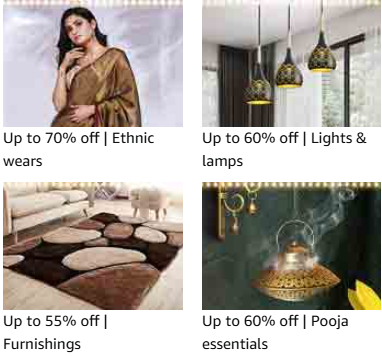 Up to 70% off | Ethnic
wears
Up to 60% off | Lights &
lamps
Up to 55% off |
Furnishings
Up to 60% off | Pooja
essentials